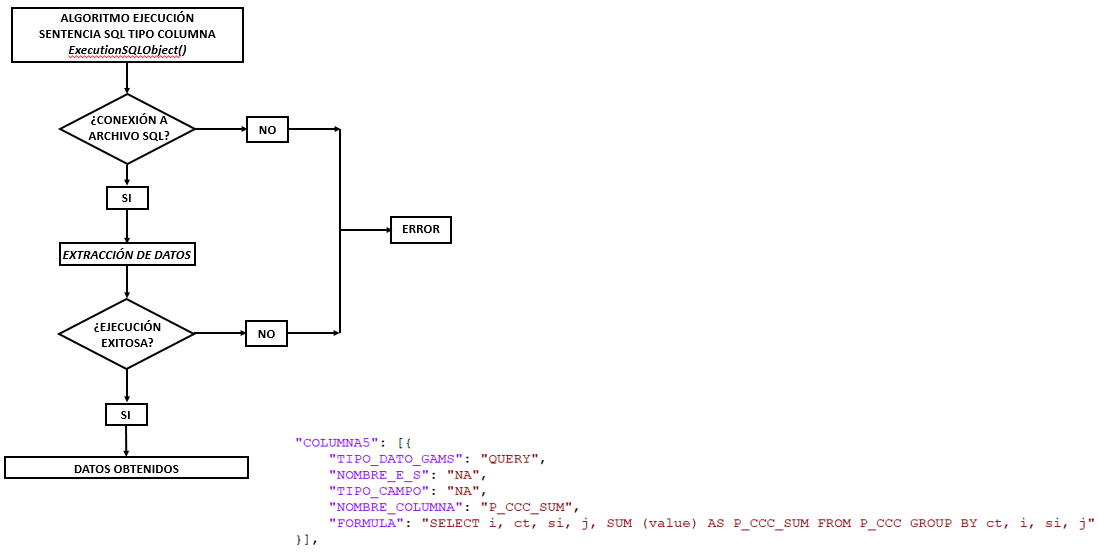 ALGORITMO EJECUCIÓN
SENTENCIA SQL TIPO COLUMNA
ExecutionSQLObject()
¿CONEXIÓN A
ARCHIVO SQL?
NO
SI
ERROR
EXTRACCIÓN DE DATOS
¿EJECUCIÓN
EXITOSA?
NO
SI
DATOS OBTENIDOS
"COLUMNA5": [{
"TIPO_DATO_GAMS": "QUERY",
"NOMBRE_E_S": "NA",
"TIPO_CAMPO": "NA",
"NOMBRE_COLUMNA": "P_CCC_SUM",
"FORMULA": "SELECT i, ct, si, j, SUM (value) AS P_CCC_SUM FROM P_CCC GROUP BY ct, i, si, j"
}],